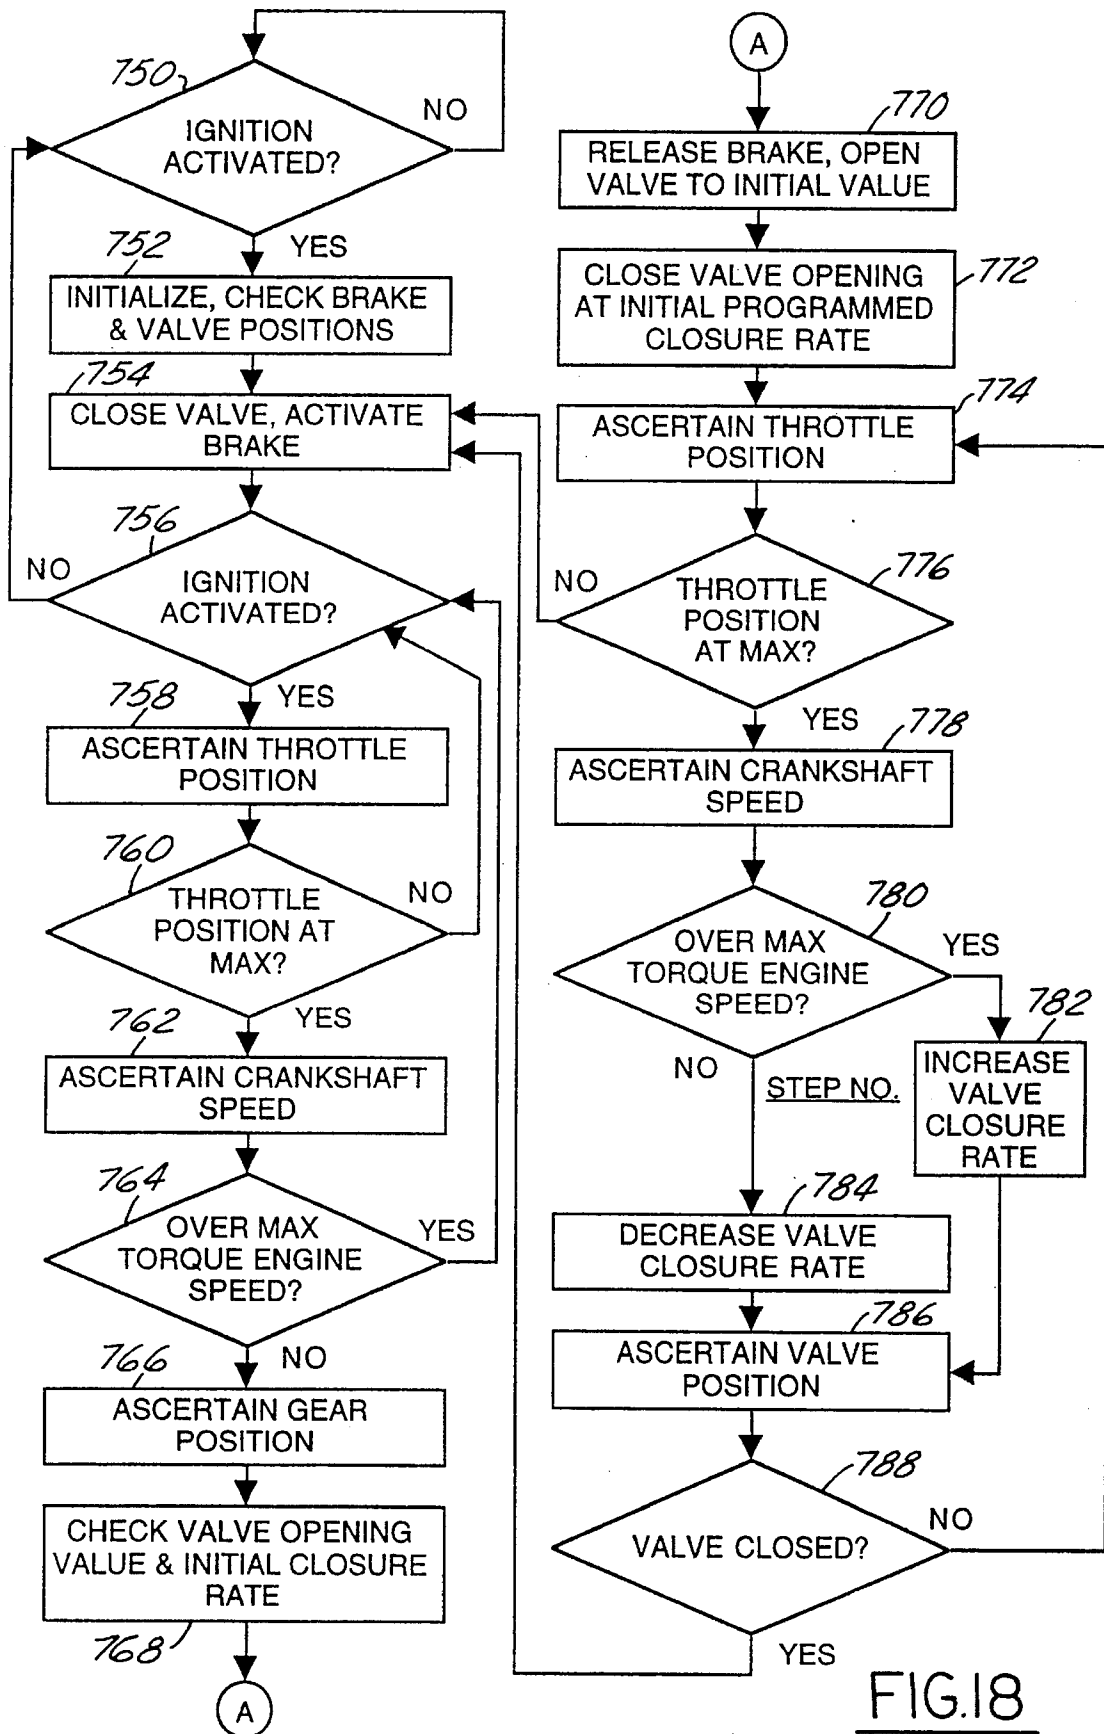 750
IGNITION
ACTIVATED?
NO
YES
752
INITIALIZE, CHECK BRAKE
& VALVE POSITIONS
754
CLOSE VALVE, ACTIVATE
BRAKE
756
NO
IGNITION
ACTIVATED?
YES
758
ASCERTAIN THROTTLE
POSITION
760
THROTTLE
POSITION AT
MAX?
NO
YES
762
ASCERTAIN CRANKSHAFT
SPEED
764
OVER MAX
TORQUE ENGINE
SPEED?
YES
NO
766
ASCERTAIN GEAR
POSITION
CHECK VALVE OPENING
VALUE & INITIAL CLOSURE
RATE
768
A
A
770
RELEASE BRAKE, OPEN
VALVE TO INITIAL VALUE
CLOSE VALVE OPENING
AT INITIAL PROGRAMMED
CLOSURE RATE
772
774
ASCERTAIN THROTTLE
POSITION
776
NO
THROTTLE
POSITION
AT MAX?
YES
778
ASCERTAIN CRANKSHAFT
SPEED
780
OVER MAX
TORQUE ENGINE
SPEED?
YES
NO
STEP NO.
782
INCREASE
VALVE
CLOSURE
RATE
784
DECREASE VALVE
CLOSURE RATE
786
ASCERTAIN VALVE
POSITION
788
VALVE CLOSED?
NO
YES
FIG.18